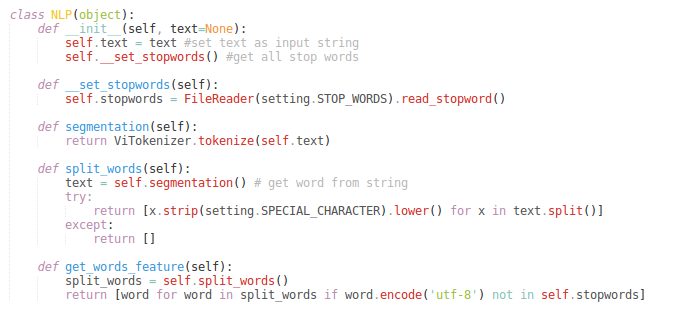 class NLP(object):
    def __init__(self, text=None):
        self.text = text #set text as input string
        self.__set_stopwords() #get all stop words
    def __set_stopwords(self):
        self.stopwords = FileReader(setting.STOP_WORDS).read_stopword()
    def segmentation(self):
        return ViTokenizer.tokenize(self.text)
    def split_words(self):
        text = self.segmentation() # get word from string
        try:
            return [x.strip(setting.SPECIAL_CHARACTER).lower() for x in text.split()]
        except:
            return []
    def get_words_feature(self):
        split_words = self.split_words()
        return [word for word in split_words if word.encode('utf-8') not in self.stopwords]